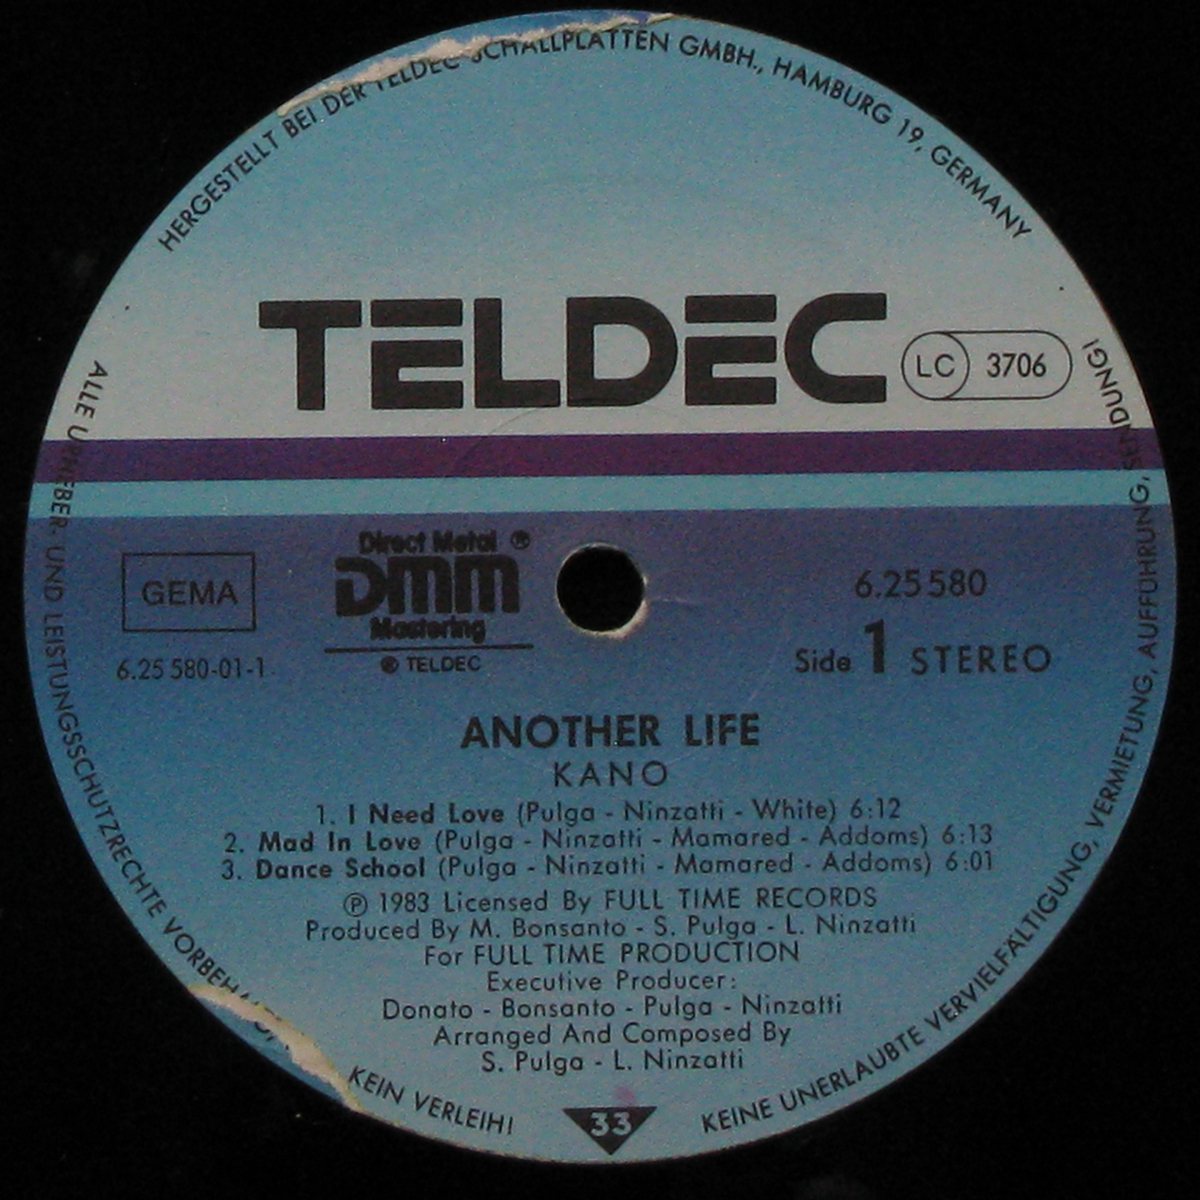 HERGESTELLT BEI DER TELDEC SCHALLPLATTEN GMBH., HAMBURG 19, GERMANY
TELDEC
LC 3706
Direct Metal ®
DMM
Mastering
℗ TELDEC
GEMA
6.25 580-01-1
6.25 580
Side 1 STEREO
ANOTHER LIFE
KANO
1. I Need Love (Pulga - Ninzatti - White) 6:12
2. Mad In Love (Pulga - Ninzatti - Mamared - Addoms) 6:13
3. Dance School (Pulga - Ninzatti - Mamared - Addoms) 6:01
℗ 1983 Licensed By FULL TIME RECORDS
Produced By M. Bonsanto - S. Pulga - L. Ninzatti
For FULL TIME PRODUCTION
Executive Producer:
Donato - Bonsanto - Pulga - Ninzatti
Arranged And Composed By
S. Pulga - L. Ninzatti
33
ALLE URHEBER- UND LEISTUNGSSCHUTZRECHTE KEIN VERLEIH! KEINE UNERLAUBTE VERVIELFÄLTIGUNG, VERMIETUNG, AUFFÜHRUNG, SENDUNG!